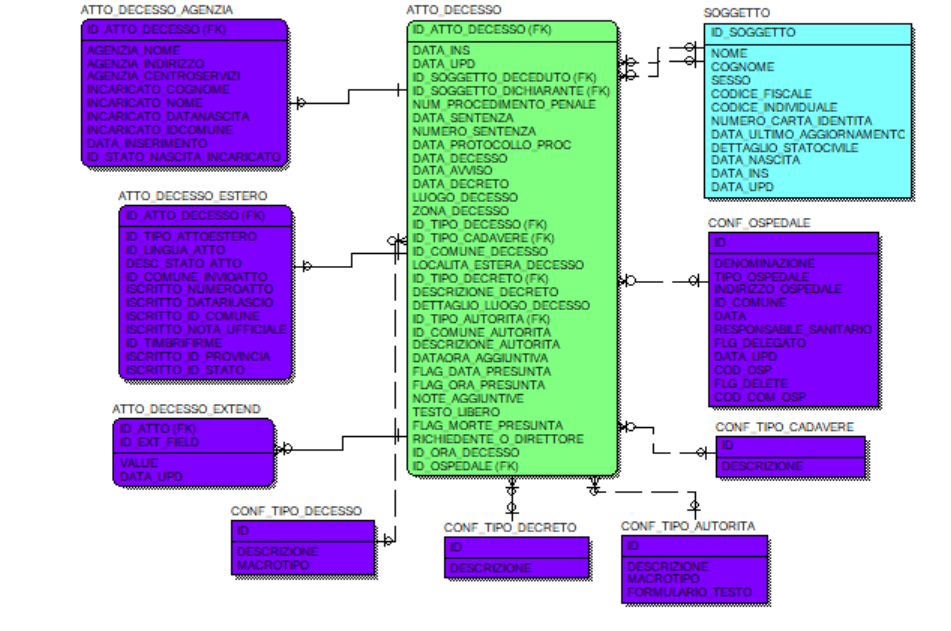 ATTO_DECESSO_AGENZIA
ID_ATTO_DECESSO (FK)
AGENZIA_NOME
AGENZIA_INDIRIZZO
AGENZIA_CENTROSERVIZI
INCARICATO_COGNOME
INCARICATO_NOME
INCARICATO_DATANASCITA
INCARICATO_IDCOMUNE
DATA_INSERIMENTO
ID_STATO_NASCITA_INCARICATO
ATTO_DECESSO_ESTERO
ID_ATTO_DECESSO (FK)
ID_TIPO_ATTOESTERO
ID_LINGUA_ATTO
DESC_STATO_ATTO
ID_COMUNE_INVIOATTO
ISCRITTO_NUMEROATTO
ISCRITTO_DATARILASCIO
ISCRITTO_ID_COMUNE
ISCRITTO_NOTA_UFFICIALE
ID_TIMBRIFIRME
ISCRITTO_ID_PROVINCIA
ISCRITTO_ID_STATO
ATTO_DECESSO_EXTEND
ID_ATTO (FK)
ID_EXT_FIELD
VALUE
DATA_UPD
CONF_TIPO_DECESSO
ID
DESCRIZIONE
MACROTIPO
ATTO_DECESSO
ID_ATTO_DECESSO (FK)
DATA_INS
DATA_UPD
ID_SOGGETTO_DECEDUTO (FK)
ID_SOGGETTO_DICHIARANTE (FK)
NUM_PROCEDIMENTO_PENALE
DATA_SENTENZA
NUMERO_SENTENZA
DATA_PROTOCOLLO_PROC
DATA_DECESSO
DATA_AVVISO
DATA_DECRETO
LUOGO_DECESSO
ZONA_DECESSO
ID_TIPO_DECESSO (FK)
ID_TIPO_CADAVERE (FK)
ID_COMUNE_DECESSO
LOCALITA_ESTERA_DECESSO
ID_TIPO_DECRETO (FK)
DESCRIZIONE_DECRETO
DETTAGLIO_LUOGO_DECESSO
ID_TIPO_AUTORITA (FK)
ID_COMUNE_AUTORITA
DESCRIZIONE_AUTORITA
DATAORA_AGGIUNTIVA
FLAG_DATA_PRESUNTA
FLAG_ORA_PRESUNTA
NOTE_AGGIUNTIVE
TESTO_LIBERO
FLAG_MORTE_PRESUNTA
RICHIEDENTE_O_DIRETTORE
ID_ORA_DECESSO
ID_OSPEDALE (FK)
CONF_TIPO_DECRETO
ID
DESCRIZIONE
SOGGETTO
ID_SOGGETTO
NOME
COGNOME
SESSO
CODICE_FISCALE
CODICE_INDIVIDUALE
NUMERO_CARTA_IDENTITA
DATA_ULTIMO_AGGIORNAMENTO
DETTAGLIO_STATOCIVILE
DATA_NASCITA
DATA_INS
DATA_UPD
CONF_OSPEDALE
ID
DENOMINAZIONE
TIPO_OSPEDALE
INDIRIZZO_OSPEDALE
ID_COMUNE
DATA
RESPONSABILE_SANITARIO
FLG_DELEGATO
DATA_UPD
COD_OSP
FLG_DELETE
COD_COM_OSP
CONF_TIPO_CADAVERE
ID
DESCRIZIONE
CONF_TIPO_AUTORITA
ID
DESCRIZIONE
MACROTIPO
FORMULARIO_TESTO